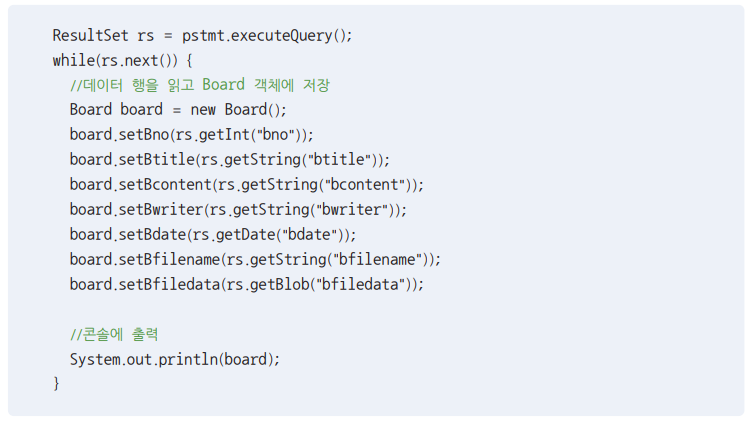 ResultSet rs = pstmt.executeQuery();
while(rs.next()) {
  //데이터 행을 읽고 Board 객체에 저장
  Board board = new Board();
  board.setBno(rs.getInt("bno"));
  board.setBtitle(rs.getString("btitle"));
  board.setBcontent(rs.getString("bcontent"));
  board.setBwriter(rs.getString("bwriter"));
  board.setBdate(rs.getDate("bdate"));
  board.setBfilename(rs.getString("bfilename"));
  board.setBfiledata(rs.getBlob("bfiledata"));

  //콘솔에 출력
  System.out.println(board);
}